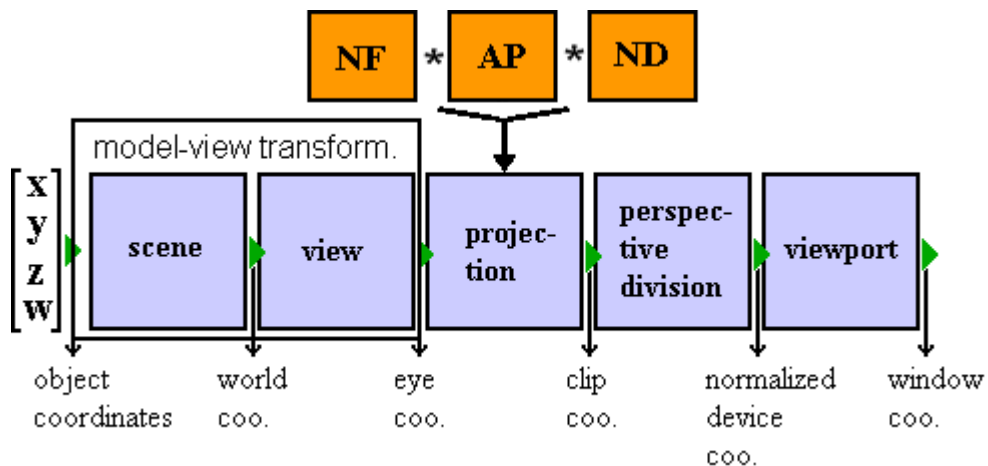 NF * AP * ND
model-view transform.
x
y
z
w
scene
view
projec-
tion
perspec-
tive
division
viewport
object
coordinates
world
coo.
eye
coo.
clip
coo.
normalized
device
coo.
window
coo.